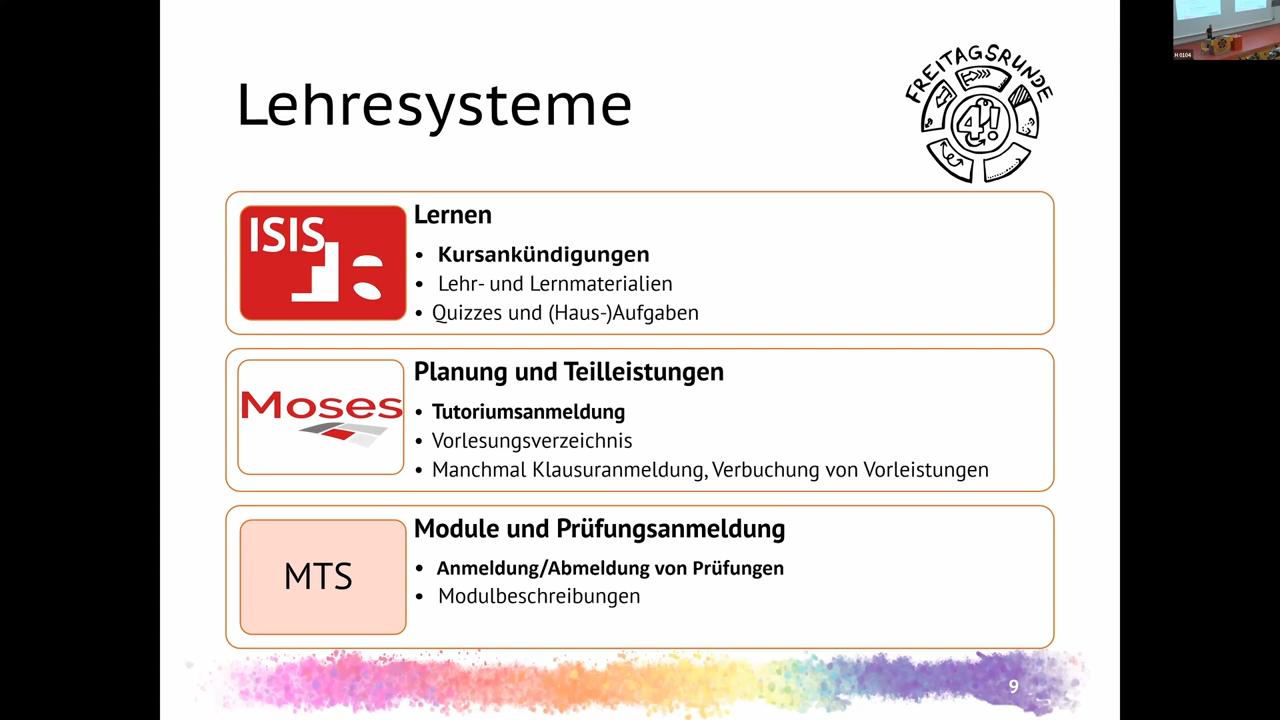 Lehresysteme
FREITAGSRUNDE
4!
ISIS
Lernen
• Kursankündigungen
• Lehr- und Lernmaterialien
• Quizzes und (Haus-)Aufgaben
Moses
Planung und Teilleistungen
• Tutoriumsanmeldung
• Vorlesungsverzeichnis
• Manchmal Klausuranmeldung, Verbuchung von Vorleistungen
MTS
Module und Prüfungsanmeldung
• Anmeldung/Abmeldung von Prüfungen
• Modulbeschreibungen
9
H 0104